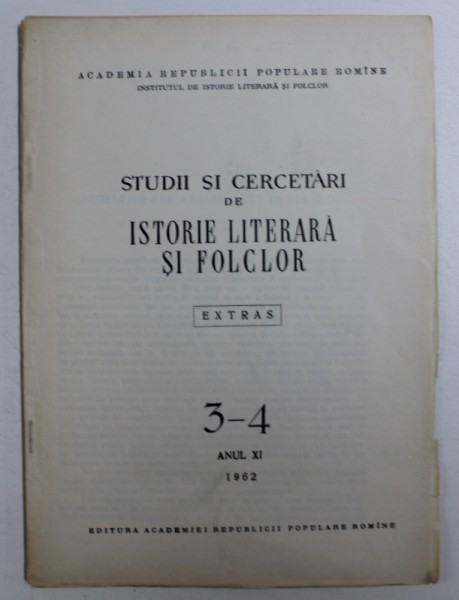 ACADEMIA REPUBLICII POPULARE ROMÎNE
INSTITUTUL DE ISTORIE LITERARĂ ȘI FOLCLOR
STUDII ȘI CERCETĂRI
DE
ISTORIE LITERARĂ
ȘI FOLCLOR
EXTRAS
3–4
ANUL XI
1962
EDITURA ACADEMIEI REPUBLICII POPULARE ROMÎNE